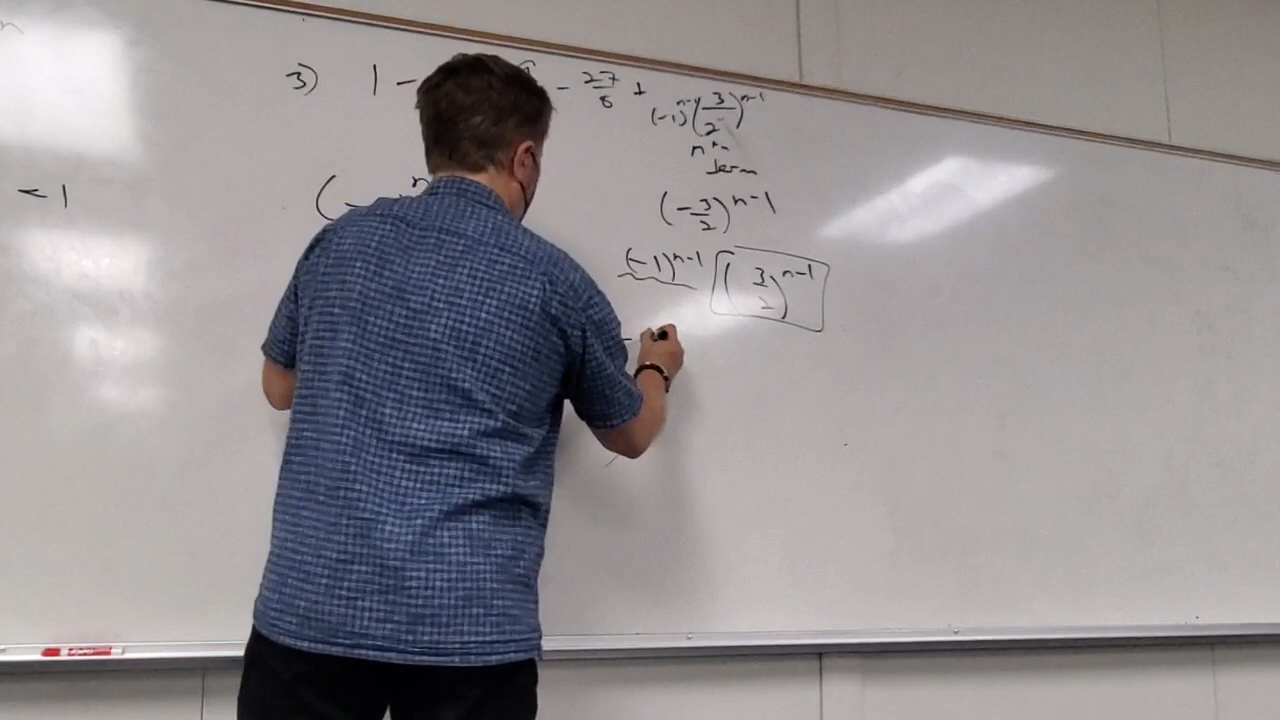 n
3) 1 - - 27/8 +
(-1)^n-1 (3/2)^n-1
nth
term
< 1
( - n
(-3/2)^n-1
(-1)^n-1 (3/2)^n-1